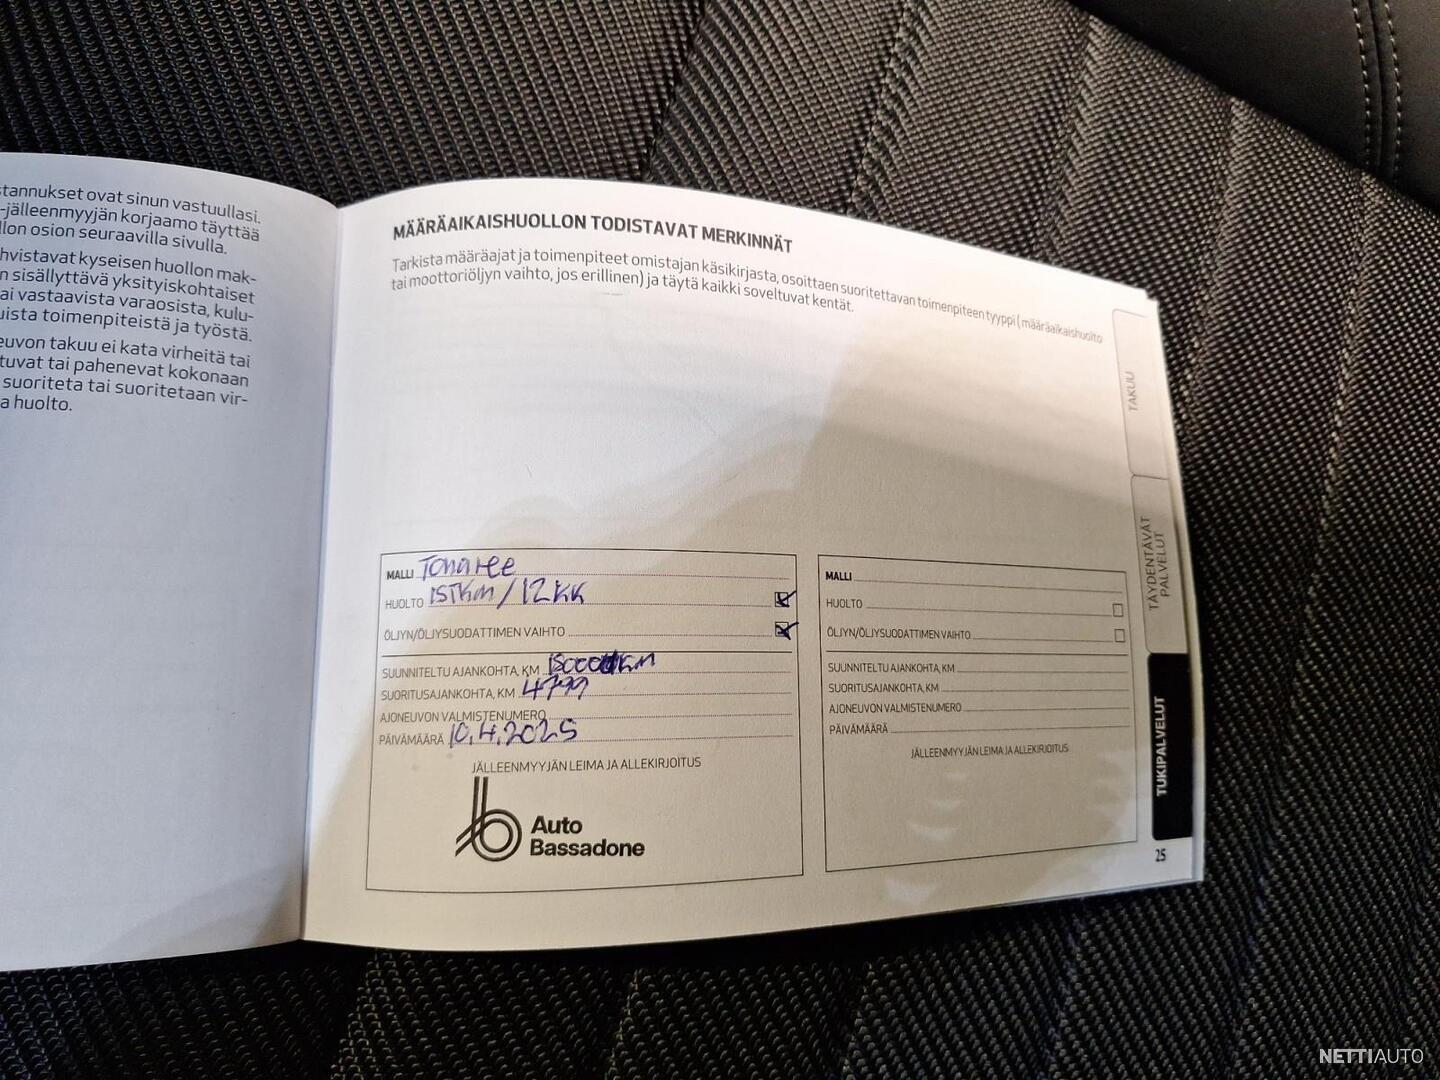 tannukset ovat sinun vastuullasi.
-jälleenmyyjän korjaamo täyttää
llon osion seuraavilla sivulla.
hvistavat kyseisen huollon mak-
n sisällyttävä yksityiskohtaiset
ai vastaavista varaosista, kulu-
uista toimenpiteistä ja työstä.
euvon takuu ei kata virheitä tai
tuvat tai pahenevat kokonaan
suoriteta tai suoritetaan vir-
a huolto.
MÄÄRÄAIKAISHUOLLON TODISTAVAT MERKINNÄT
Tarkista määräajat ja toimenpiteet omistajan käsikirjasta, osoittaen suoritettavan toimenpiteen tyyppi (määräaikaishuolto
tai moottoriöljyn vaihto, jos erillinen) ja täytä kaikki soveltuvat kentät.
MALLI Tonalee
HUOLTO 15TKM / 12KK
ÖLJYN/ÖLJYSUODATTIMEN VAIHTO
SUUNNITELTU AJANKOHTA, KM
SUORITUSAJANKOHTA, KM 4799
AJONEUVON VALMISTENUMERO
PÄIVÄMÄÄRÄ 10.4.2025
JÄLLEENMYYJÄN LEIMA JA ALLEKIRJOITUS
Auto
Bassadone
MALLI
HUOLTO
ÖLJYN/ÖLJYSUODATTIMEN VAIHTO
SUUNNITELTU AJANKOHTA, KM
SUORITUSAJANKOHTA, KM
AJONEUVON VALMISTENUMERO
PÄIVÄMÄÄRÄ
JÄLLEENMYYJÄN LEIMA JA ALLEKIRJOITUS
TAKUU
TÄYDENTÄVÄT
PALVELUT
TUKIPALVELUT
25
NETTIAUTO